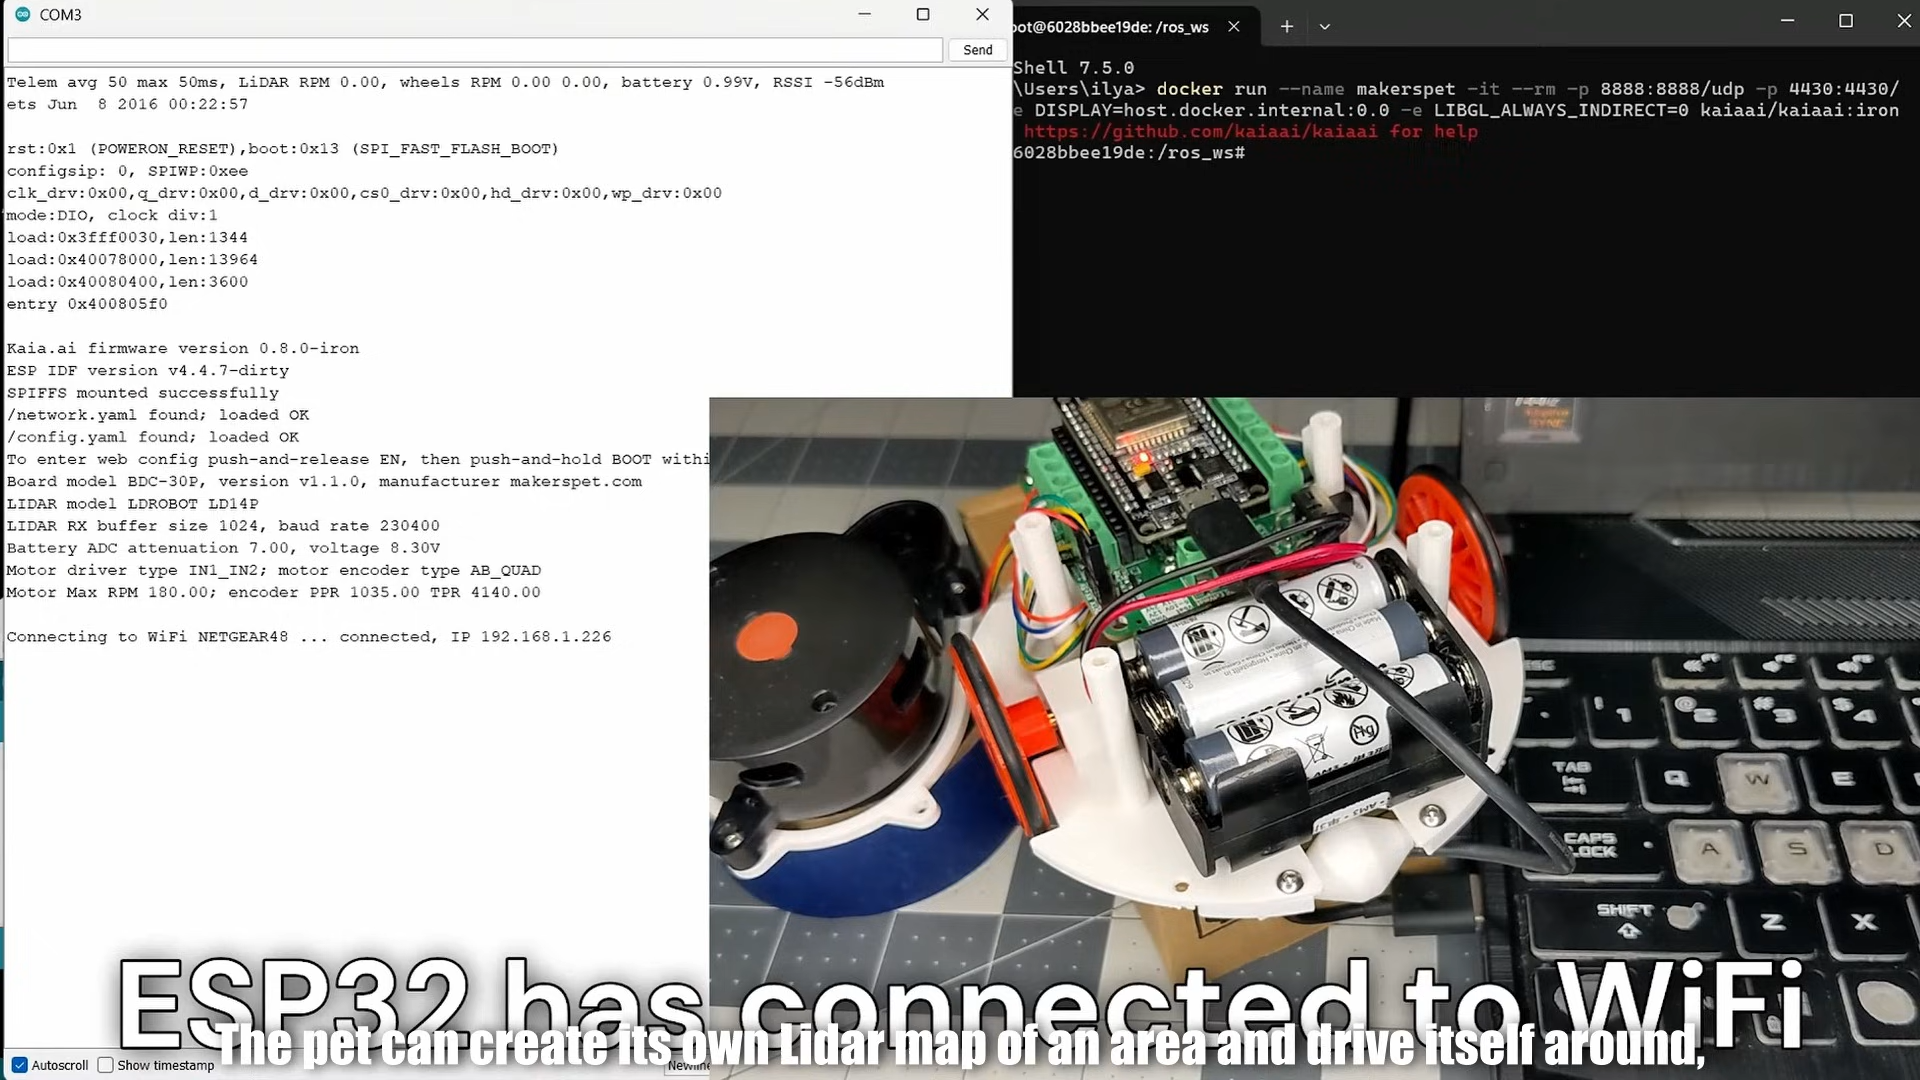 COM3
Send
Telem avg 50 max 50ms, LiDAR RPM 0.00, wheels RPM 0.00 0.00, battery 0.99V, RSSI -56dBm
ets Jun  8 2016 00:22:57
rst:0x1 (POWERON_RESET),boot:0x13 (SPI_FAST_FLASH_BOOT)
configsip: 0, SPIWP:0xee
clk_drv:0x00,q_drv:0x00,d_drv:0x00,cs0_drv:0x00,hd_drv:0x00,wp_drv:0x00
mode:DIO, clock div:1
load:0x3fff0030,len:1344
load:0x40078000,len:13964
load:0x40080400,len:3600
entry 0x400805f0
Kaia.ai firmware version 0.8.0-iron
ESP IDF version v4.4.7-dirty
SPIFFS mounted successfully
/network.yaml found; loaded OK
/config.yaml found; loaded OK
To enter web config push-and-release EN, then push-and-hold BOOT withi
Board model BDC-30P, version v1.1.0, manufacturer makerspet.com
LIDAR model LDROBOT LD14P
LIDAR RX buffer size 1024, baud rate 230400
Battery ADC attenuation 7.00, voltage 8.30V
Motor driver type IN1_IN2; motor encoder type AB_QUAD
Motor Max RPM 180.00; encoder PPR 1035.00 TPR 4140.00
Connecting to WiFi NETGEAR48 ... connected, IP 192.168.1.226
Autoscroll
Show timestamp
Newline
oot@6028bbee19de: /ros_ws
Shell 7.5.0
\Users\ilya> docker run --name makerspet -it --rm -p 8888:8888/udp -p 4430:4430/
e DISPLAY=host.docker.internal:0.0 -e LIBGL_ALWAYS_INDIRECT=0 kaiaai/kaiaai:iron
https://github.com/kaiaai/kaiaai for help
6028bbee19de:/ros_ws#
ESC
TAB Q W E
CAPS LOCK A S D
SHIFT Z X
ESP32 has connected to WiFi
The pet can create its own Lidar map of an area and drive itself around,